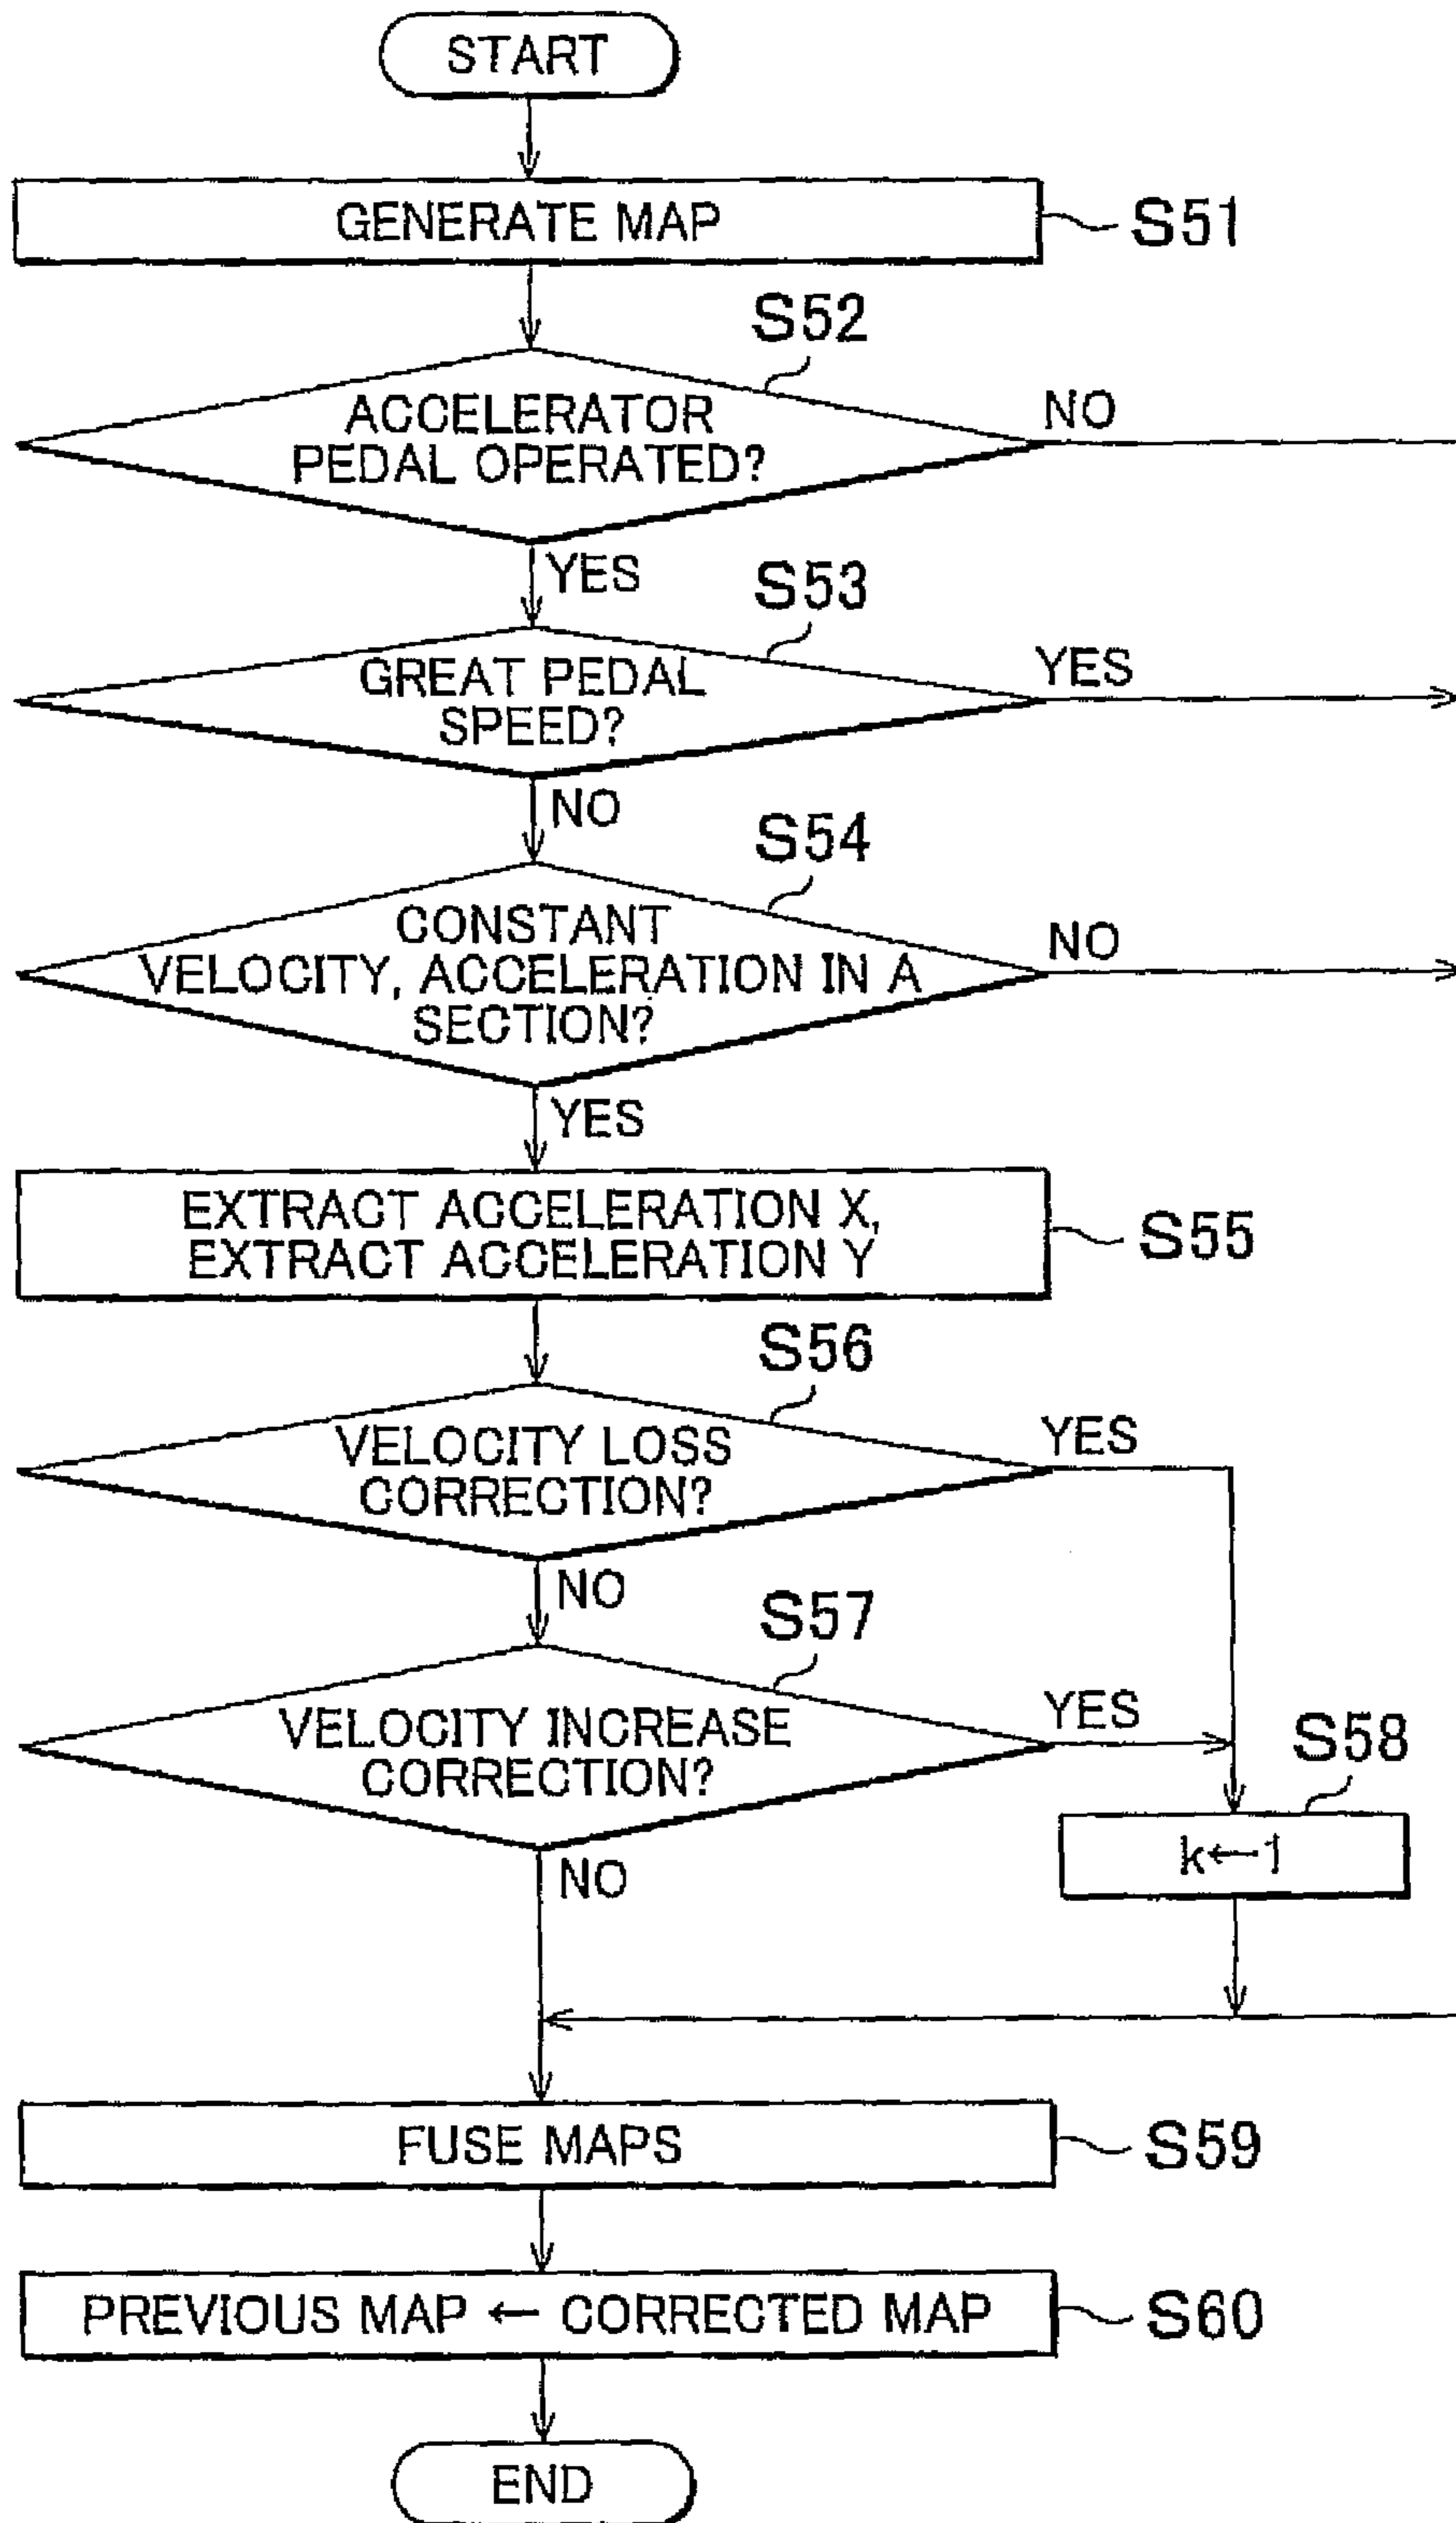 START
GENERATE MAP
S51
S52
ACCELERATOR
PEDAL OPERATED?
NO
YES
S53
GREAT PEDAL
SPEED?
YES
NO
S54
CONSTANT
VELOCITY, ACCELERATION IN A
SECTION?
NO
YES
EXTRACT ACCELERATION X,
EXTRACT ACCELERATION Y
S55
S56
VELOCITY LOSS
CORRECTION?
YES
NO
S57
VELOCITY INCREASE
CORRECTION?
YES
S58
k←1
NO
FUSE MAPS
S59
PREVIOUS MAP ← CORRECTED MAP
S60
END